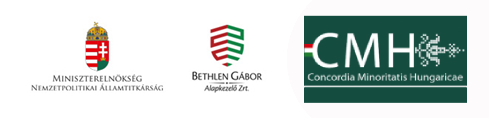 MINISZTERELNÖKSÉG
NEMZETPOLITIKAI ÁLLAMTITKÁRSÁG
BETHLEN GÁBOR
Alapkezelő Zrt.
CMH
Concordia Minoritatis Hungaricae